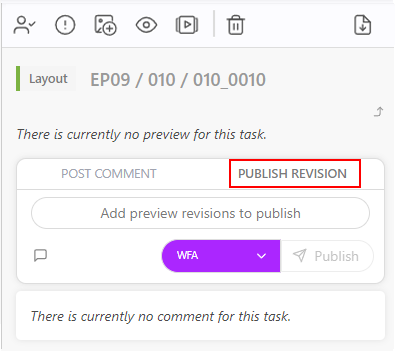 Layout EP09 / 010 / 010_0010
There is currently no preview for this task.
POST COMMENT PUBLISH REVISION
Add preview revisions to publish
WFA Publish
There is currently no comment for this task.